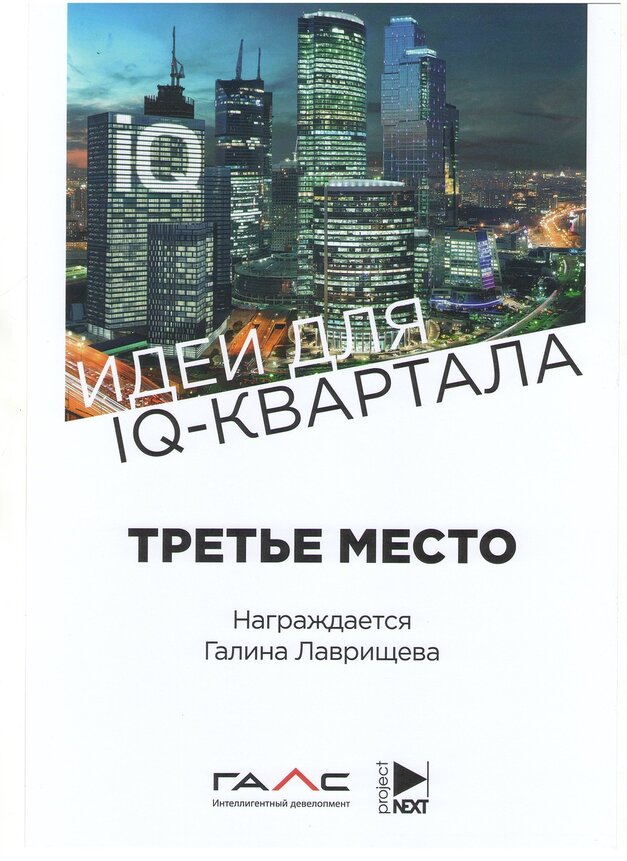 IQ
ИДЕИ ДЛЯ
IQ-КВАРТАЛА
ТРЕТЬЕ МЕСТО
Награждается
Галина Лаврищева
ГАЛС
Интеллигентный девелопмент
project
NEXT